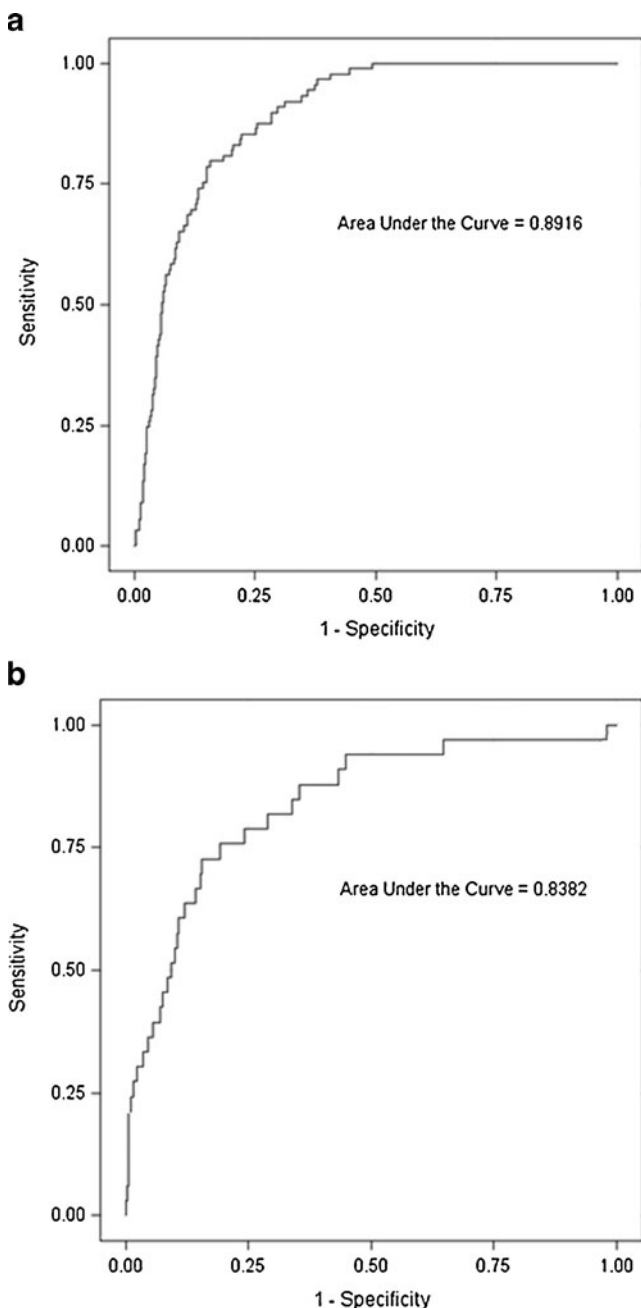 a
1.00
0.75
Area Under the Curve = 0.8916
Sensitivity
0.50
0.25
0.00
0.00 0.25 0.50 0.75 1.00
1 - Specificity
b
1.00
0.75
Area Under the Curve = 0.8382
Sensitivity
0.50
0.25
0.00
0.00 0.25 0.50 0.75 1.00
1 - Specificity